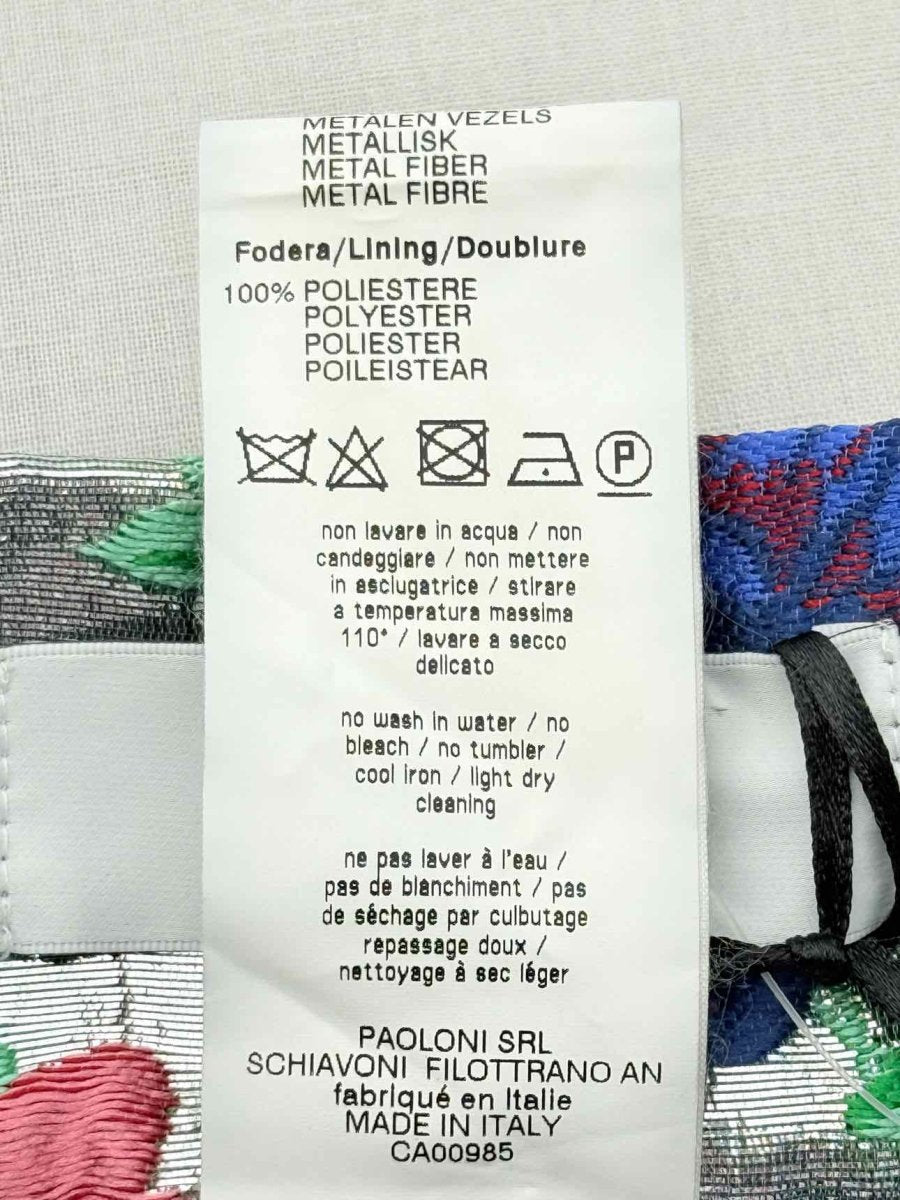 METALEN VEZELS
METALLISK
METAL FIBER
METAL FIBRE
Fodera/Lining/Doublure
100% POLIESTERE
POLYESTER
POLIESTER
POILEISTEAR
P
non lavare in acqua / non
candeggiare / non mettere
in asciugatrice / stirare
a temperatura massima
110° / lavare a secco
delicato
no wash in water / no
bleach / no tumbler /
cool iron / light dry
cleaning
ne pas laver à l'eau /
pas de blanchiment / pas
de séchage par culbutage
repassage doux /
nettoyage à sec léger
PAOLONI SRL
SCHIAVONI FILOTTRANO AN
fabriqué en Italie
MADE IN ITALY
CA00985